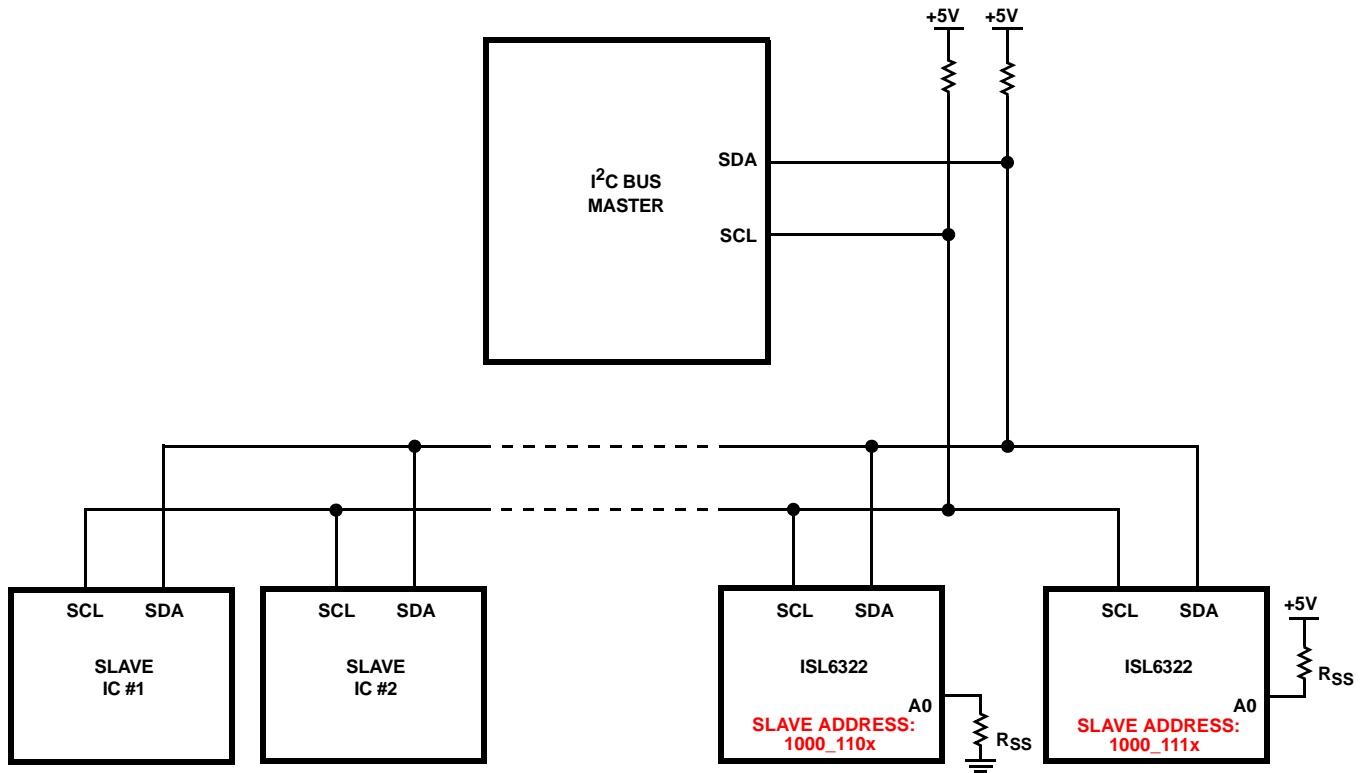 +5V +5V
I²C BUS
MASTER
SDA
SCL
SCL SDA
SLAVE
IC #1
SCL SDA
SLAVE
IC #2
SCL SDA
ISL6322
A0
SLAVE ADDRESS:
1000_110x
RSS
SCL SDA
ISL6322
A0
SLAVE ADDRESS:
1000_111x
+5V
RSS